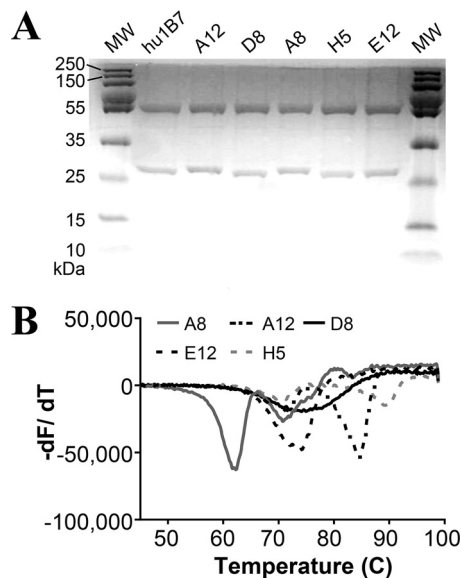 A
MW hu1B7 A12 D8 A8 H5 E12 MW
250
150
55
35
25
15
10
kDa
B
50,000
0
-50,000
-100,000
-dF/ dT
A8 A12 D8
E12 H5
50 60 70 80 90 100
Temperature (C)